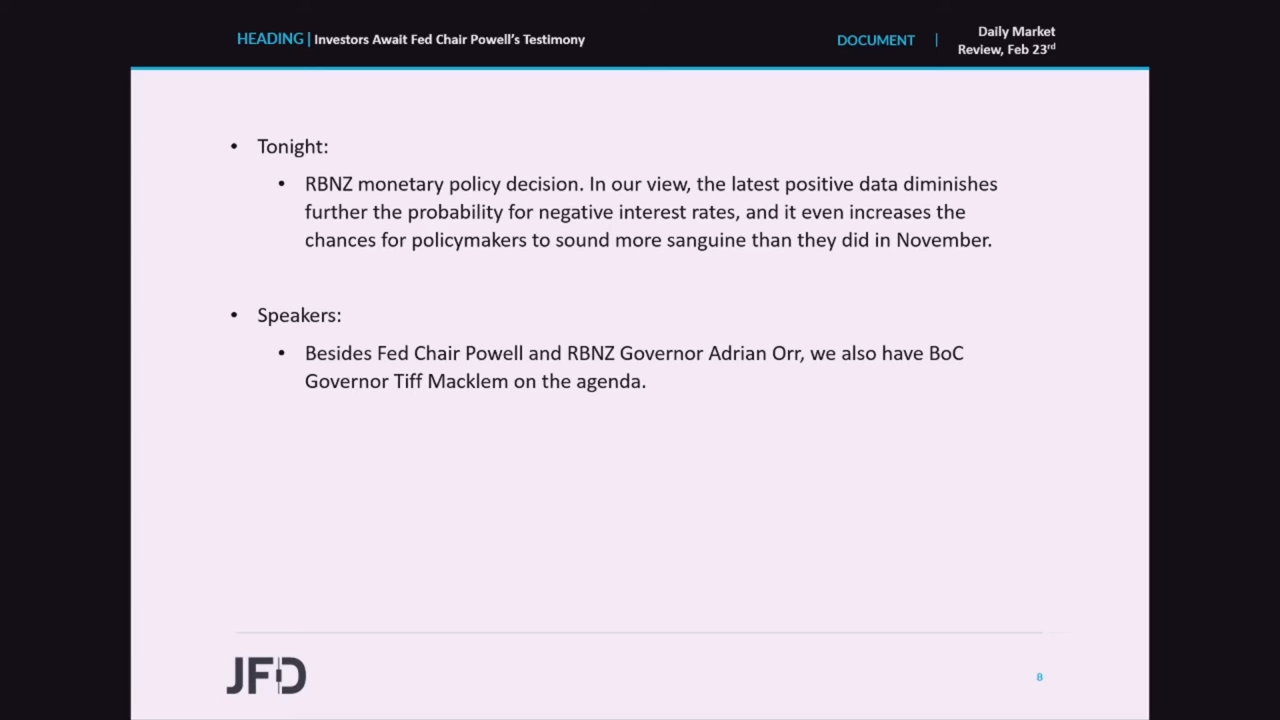 HEADING | Investors Await Fed Chair Powell's Testimony
DOCUMENT |
Daily Market
Review, Feb 23rd
• Tonight:
• RBNZ monetary policy decision. In our view, the latest positive data diminishes
further the probability for negative interest rates, and it even increases the
chances for policymakers to sound more sanguine than they did in November.
• Speakers:
• Besides Fed Chair Powell and RBNZ Governor Adrian Orr, we also have BoC
Governor Tiff Macklem on the agenda.
JFD
8